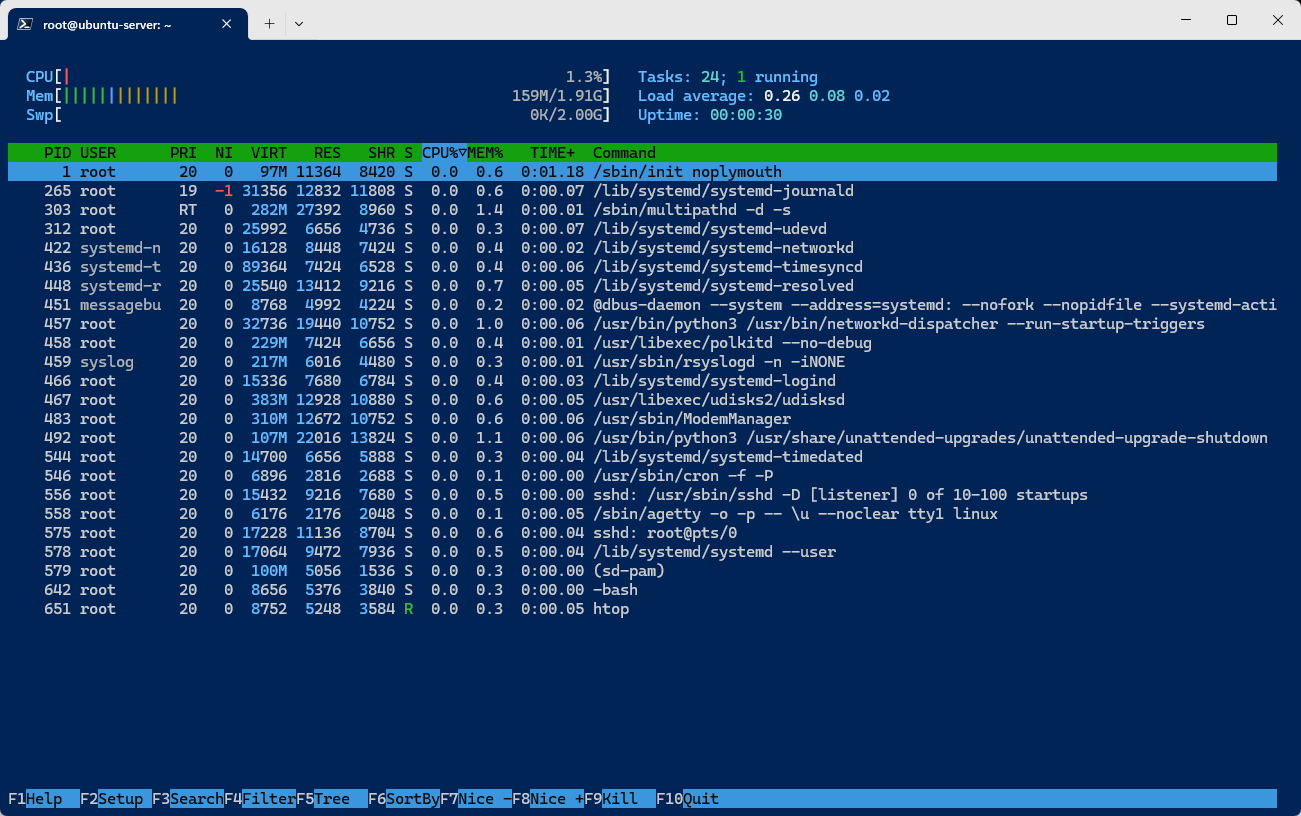 root@ubuntu-server: ~
CPU[| 1.3%] Tasks: 24; 1 running
Mem[||||||||||||| 159M/1.91G] Load average: 0.26 0.08 0.02
Swp[ 0K/2.00G] Uptime: 00:00:30
PID USER PRI NI VIRT RES SHR S CPU%▽MEM% TIME+ Command
1 root 20 0 97M 11364 8420 S 0.0 0.6 0:01.18 /sbin/init noplymouth
265 root 19 -1 31356 12832 11808 S 0.0 0.6 0:00.07 /lib/systemd/systemd-journald
303 root RT 0 282M 27392 8960 S 0.0 1.4 0:00.01 /sbin/multipathd -d -s
312 root 20 0 25992 6656 4736 S 0.0 0.3 0:00.07 /lib/systemd/systemd-udevd
422 systemd-n 20 0 16128 8448 7424 S 0.0 0.4 0:00.02 /lib/systemd/systemd-networkd
436 systemd-t 20 0 89364 7424 6528 S 0.0 0.4 0:00.06 /lib/systemd/systemd-timesyncd
448 systemd-r 20 0 25540 13412 9216 S 0.0 0.7 0:00.05 /lib/systemd/systemd-resolved
451 messagebu 20 0 8768 4992 4224 S 0.0 0.2 0:00.02 @dbus-daemon --system --address=systemd: --nofork --nopidfile --systemd-acti
457 root 20 0 32736 19440 10752 S 0.0 1.0 0:00.06 /usr/bin/python3 /usr/bin/networkd-dispatcher --run-startup-triggers
458 root 20 0 229M 7424 6656 S 0.0 0.4 0:00.01 /usr/libexec/polkitd --no-debug
459 syslog 20 0 217M 6016 4480 S 0.0 0.3 0:00.01 /usr/sbin/rsyslogd -n -iNONE
466 root 20 0 15336 7680 6784 S 0.0 0.4 0:00.03 /lib/systemd/systemd-logind
467 root 20 0 383M 12928 10880 S 0.0 0.6 0:00.05 /usr/libexec/udisks2/udisksd
483 root 20 0 310M 12672 10752 S 0.0 0.6 0:00.06 /usr/sbin/ModemManager
492 root 20 0 107M 22016 13824 S 0.0 1.1 0:00.06 /usr/bin/python3 /usr/share/unattended-upgrades/unattended-upgrade-shutdown
544 root 20 0 14700 6656 5888 S 0.0 0.3 0:00.04 /lib/systemd/systemd-timedated
546 root 20 0 6896 2816 2688 S 0.0 0.1 0:00.00 /usr/sbin/cron -f -P
556 root 20 0 15432 9216 7680 S 0.0 0.5 0:00.00 sshd: /usr/sbin/sshd -D [listener] 0 of 10-100 startups
558 root 20 0 6176 2176 2048 S 0.0 0.1 0:00.05 /sbin/agetty -o -p -- \u --noclear tty1 linux
575 root 20 0 17228 11136 8704 S 0.0 0.6 0:00.04 sshd: root@pts/0
578 root 20 0 17064 9472 7936 S 0.0 0.5 0:00.04 /lib/systemd/systemd --user
579 root 20 0 100M 5056 1536 S 0.0 0.3 0:00.00 (sd-pam)
642 root 20 0 8656 5376 3840 S 0.0 0.3 0:00.00 -bash
651 root 20 0 8752 5248 3584 R 0.0 0.3 0:00.05 htop
F1Help F2Setup F3SearchF4FilterF5Tree F6SortByF7Nice -F8Nice +F9Kill F10Quit